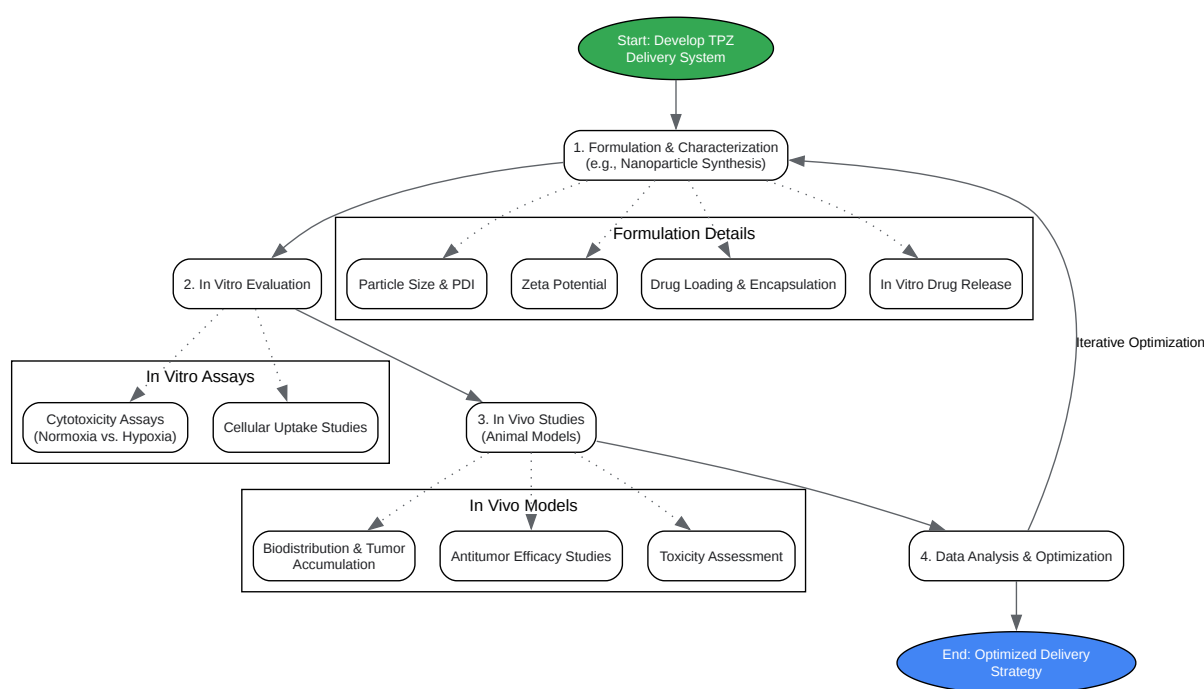 Start: Develop TPZ
Delivery System
1. Formulation & Characterization
(e.g., Nanoparticle Synthesis)
Formulation Details
2. In Vitro Evaluation
Particle Size & PDI
Zeta Potential
Drug Loading & Encapsulation
In Vitro Drug Release
Iterative Optimization
In Vitro Assays
Cytotoxicity Assays
(Normoxia vs. Hypoxia)
Cellular Uptake Studies
3. In Vivo Studies
(Animal Models)
In Vivo Models
Biodistribution & Tumor
Accumulation
Antitumor Efficacy Studies
Toxicity Assessment
4. Data Analysis & Optimization
End: Optimized Delivery
Strategy